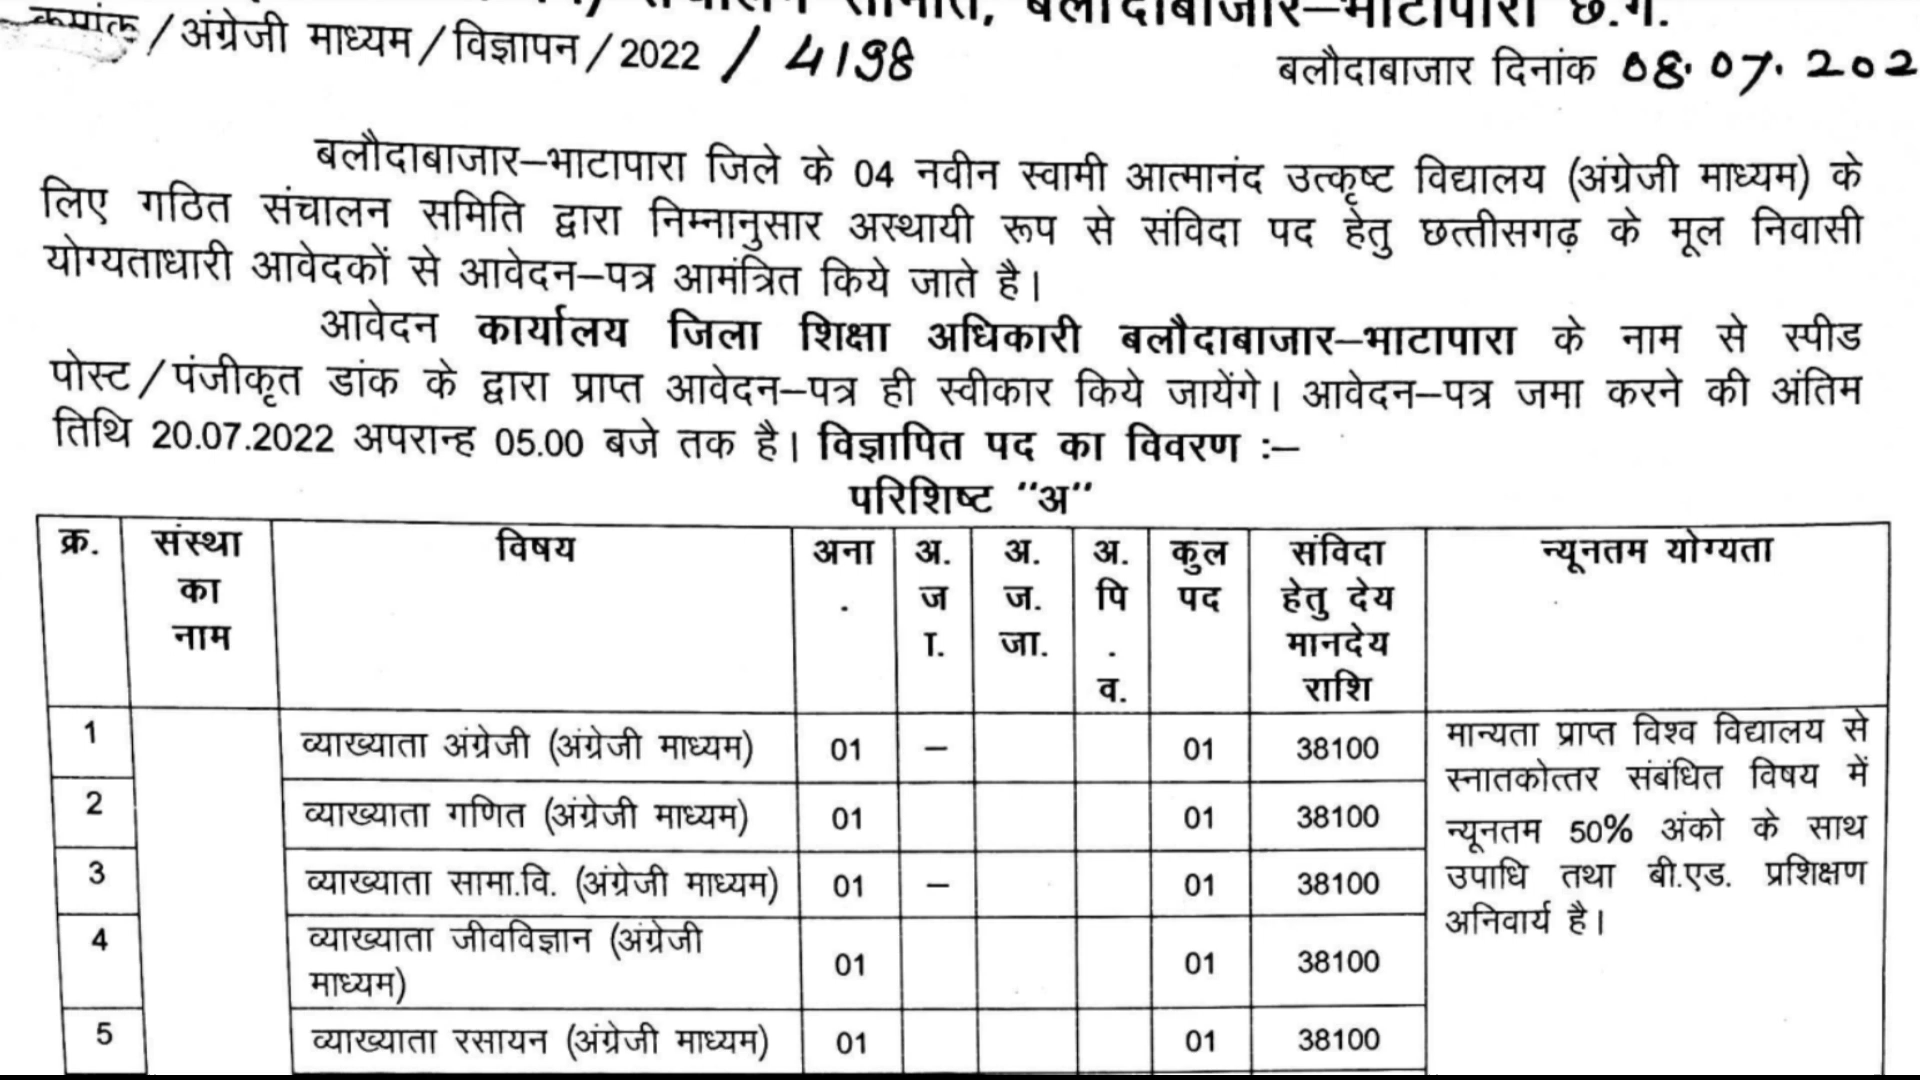 बलौदाबाजार–भाटापारा छ.ग.
क्रमांक/अंग्रेजी माध्यम/विज्ञापन/2022 / 4198
बलौदाबाजार दिनांक 08.07.202
बलौदाबाजार–भाटापारा जिले के 04 नवीन स्वामी आत्मानंद उत्कृष्ट विद्यालय (अंग्रेजी माध्यम) के
लिए गठित संचालन समिति द्वारा निम्नानुसार अस्थायी रूप से संविदा पद हेतु छत्तीसगढ़ के मूल निवासी
योग्यताधारी आवेदकों से आवेदन–पत्र आमंत्रित किये जाते है।
आवेदन कार्यालय जिला शिक्षा अधिकारी बलौदाबाजार–भाटापारा के नाम से स्पीड
पोस्ट/पंजीकृत डांक के द्वारा प्राप्त आवेदन–पत्र ही स्वीकार किये जायेंगे। आवेदन–पत्र जमा करने की अंतिम
तिथि 20.07.2022 अपरान्ह 05.00 बजे तक है। विज्ञापित पद का विवरण :–
परिशिष्ट "अ"
क्र. संस्था का नाम विषय अना. अ.जा. अ.ज.जा. अ.पि.व. कुल पद संविदा हेतु देय मानदेय राशि न्यूनतम योग्यता
1 व्याख्याता अंग्रेजी (अंग्रेजी माध्यम) 01 – 01 38100
2 व्याख्याता गणित (अंग्रेजी माध्यम) 01 01 38100
3 व्याख्याता सामा.वि. (अंग्रेजी माध्यम) 01 – 01 38100
4 व्याख्याता जीवविज्ञान (अंग्रेजी माध्यम) 01 01 38100
5 व्याख्याता रसायन (अंग्रेजी माध्यम) 01 01 38100
मान्यता प्राप्त विश्व विद्यालय से
स्नातकोत्तर संबंधित विषय में
न्यूनतम 50% अंको के साथ
उपाधि तथा बी.एड. प्रशिक्षण
अनिवार्य है।